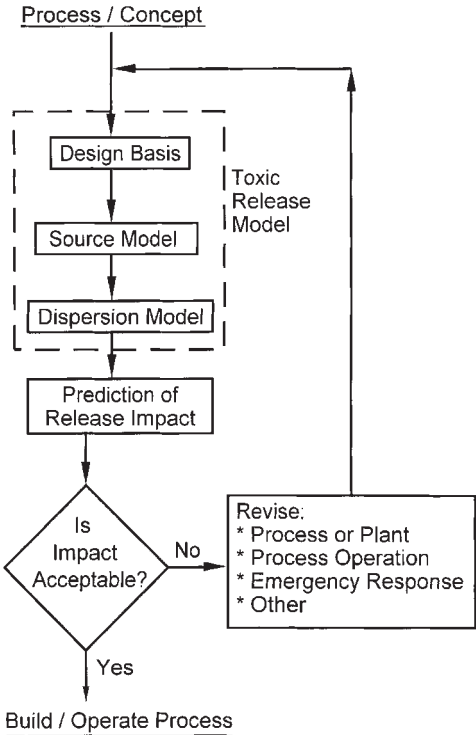 Process / Concept
Design Basis
Toxic
Release
Model
Source Model
Dispersion Model
Prediction of
Release Impact
Is
Impact
Acceptable?
No
Revise:
* Process or Plant
* Process Operation
* Emergency Response
* Other
Yes
Build / Operate Process